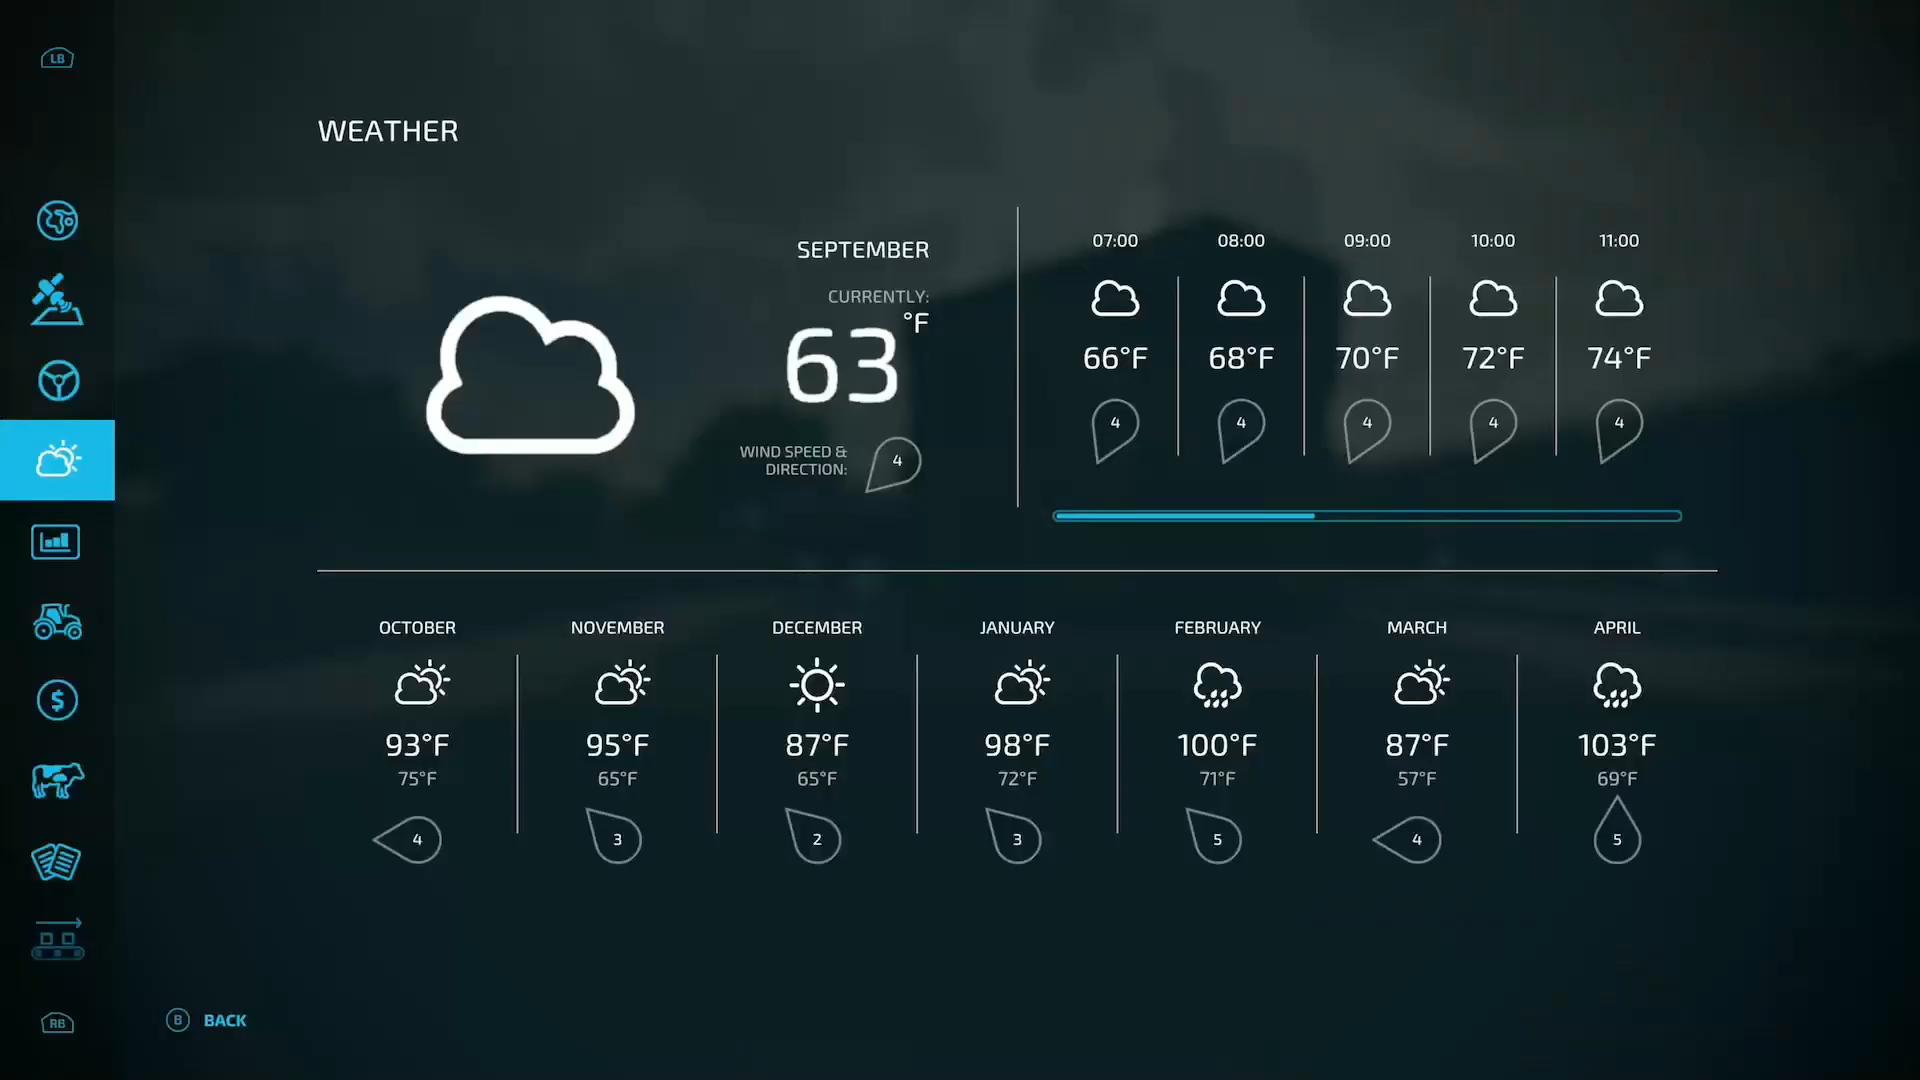 LB
WEATHER
SEPTEMBER
CURRENTLY:
63 °F
WIND SPEED &
DIRECTION:
4
07:00 08:00 09:00 10:00 11:00
66°F 68°F 70°F 72°F 74°F
4 4 4 4 4
OCTOBER NOVEMBER DECEMBER JANUARY FEBRUARY MARCH APRIL
93°F 95°F 87°F 98°F 100°F 87°F 103°F
75°F 65°F 65°F 72°F 71°F 57°F 69°F
4 3 2 3 5 4 5
$
RB
B BACK